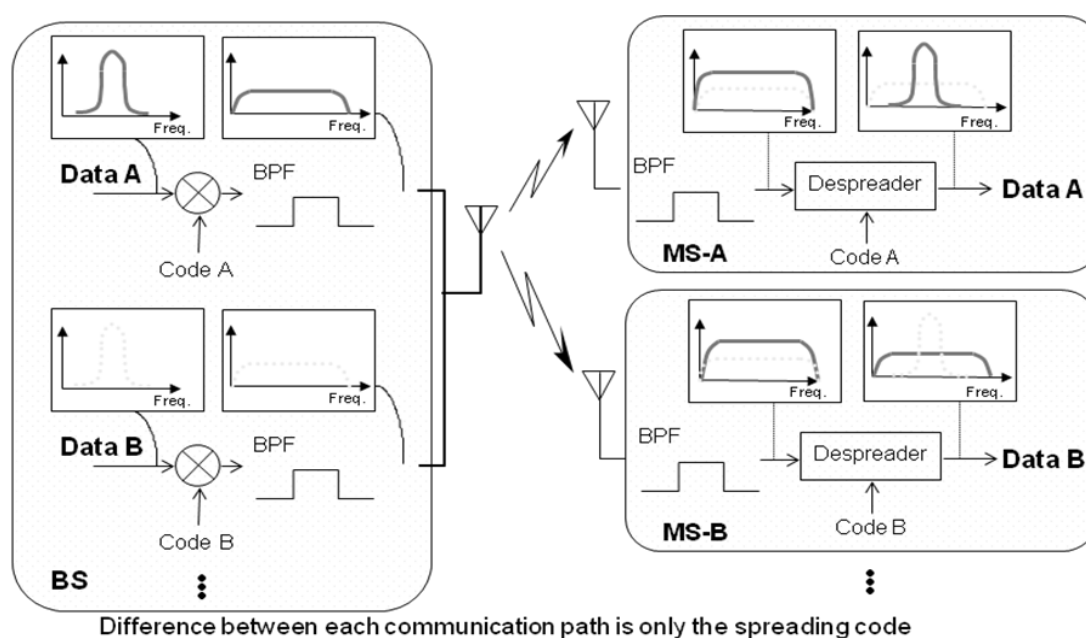 Freq.
Freq.
Data A
BPF
Code A
Freq.
Freq.
Data B
BPF
Code B
BS
Freq.
Freq.
BPF
Despreader
Data A
MS-A
Code A
Freq.
Freq.
BPF
Despreader
Data B
MS-B
Code B
Difference between each communication path is only the spreading code